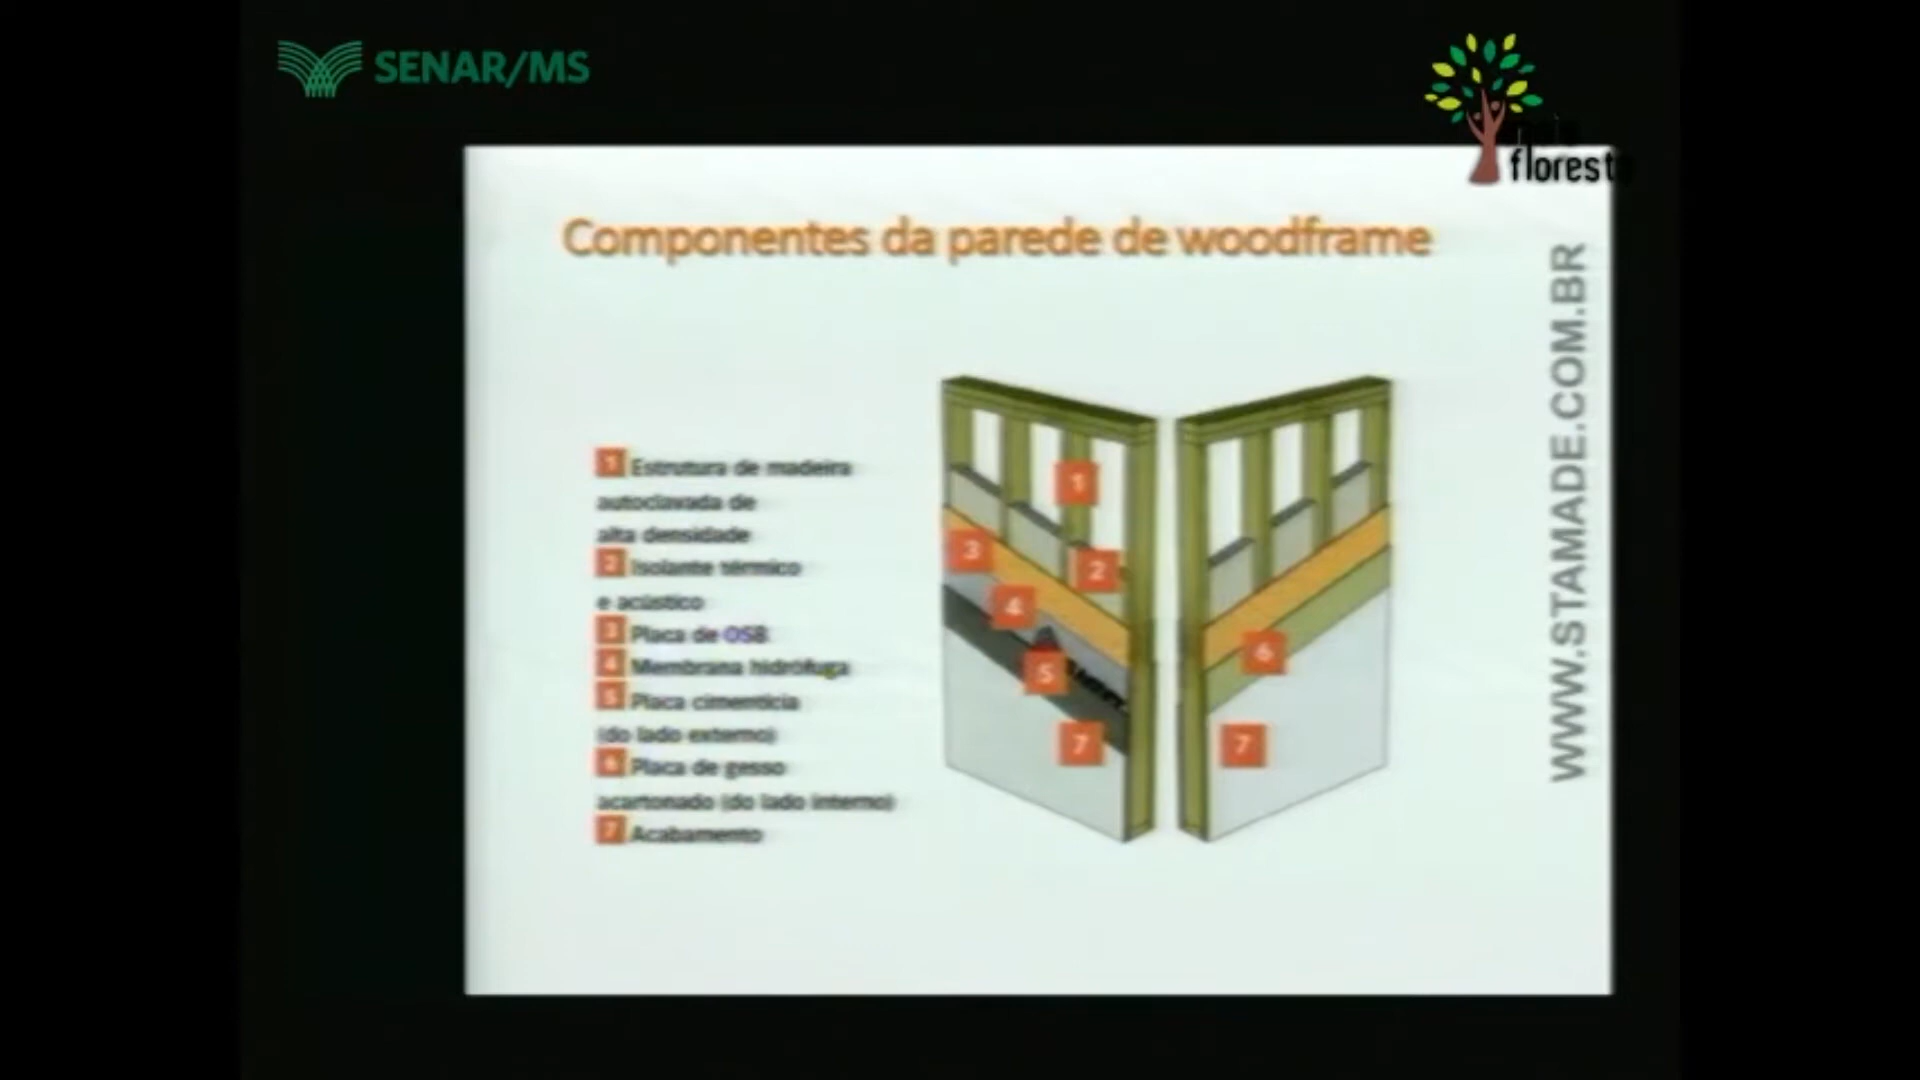 SENAR/MS
florest
Componentes da parede de woodframe
WWW.STAMADE.COM.BR
1 Estrutura de madeira
autoclavada de
alta densidade
2 Isolante térmico
e acústico
3 Placa de OSB
4 Membrana hidrófuga
5 Placa cimentícia
(do lado externo)
6 Placa de gesso
acartonado (do lado interno)
7 Acabamento
1
3
2
4
5
7
6
7